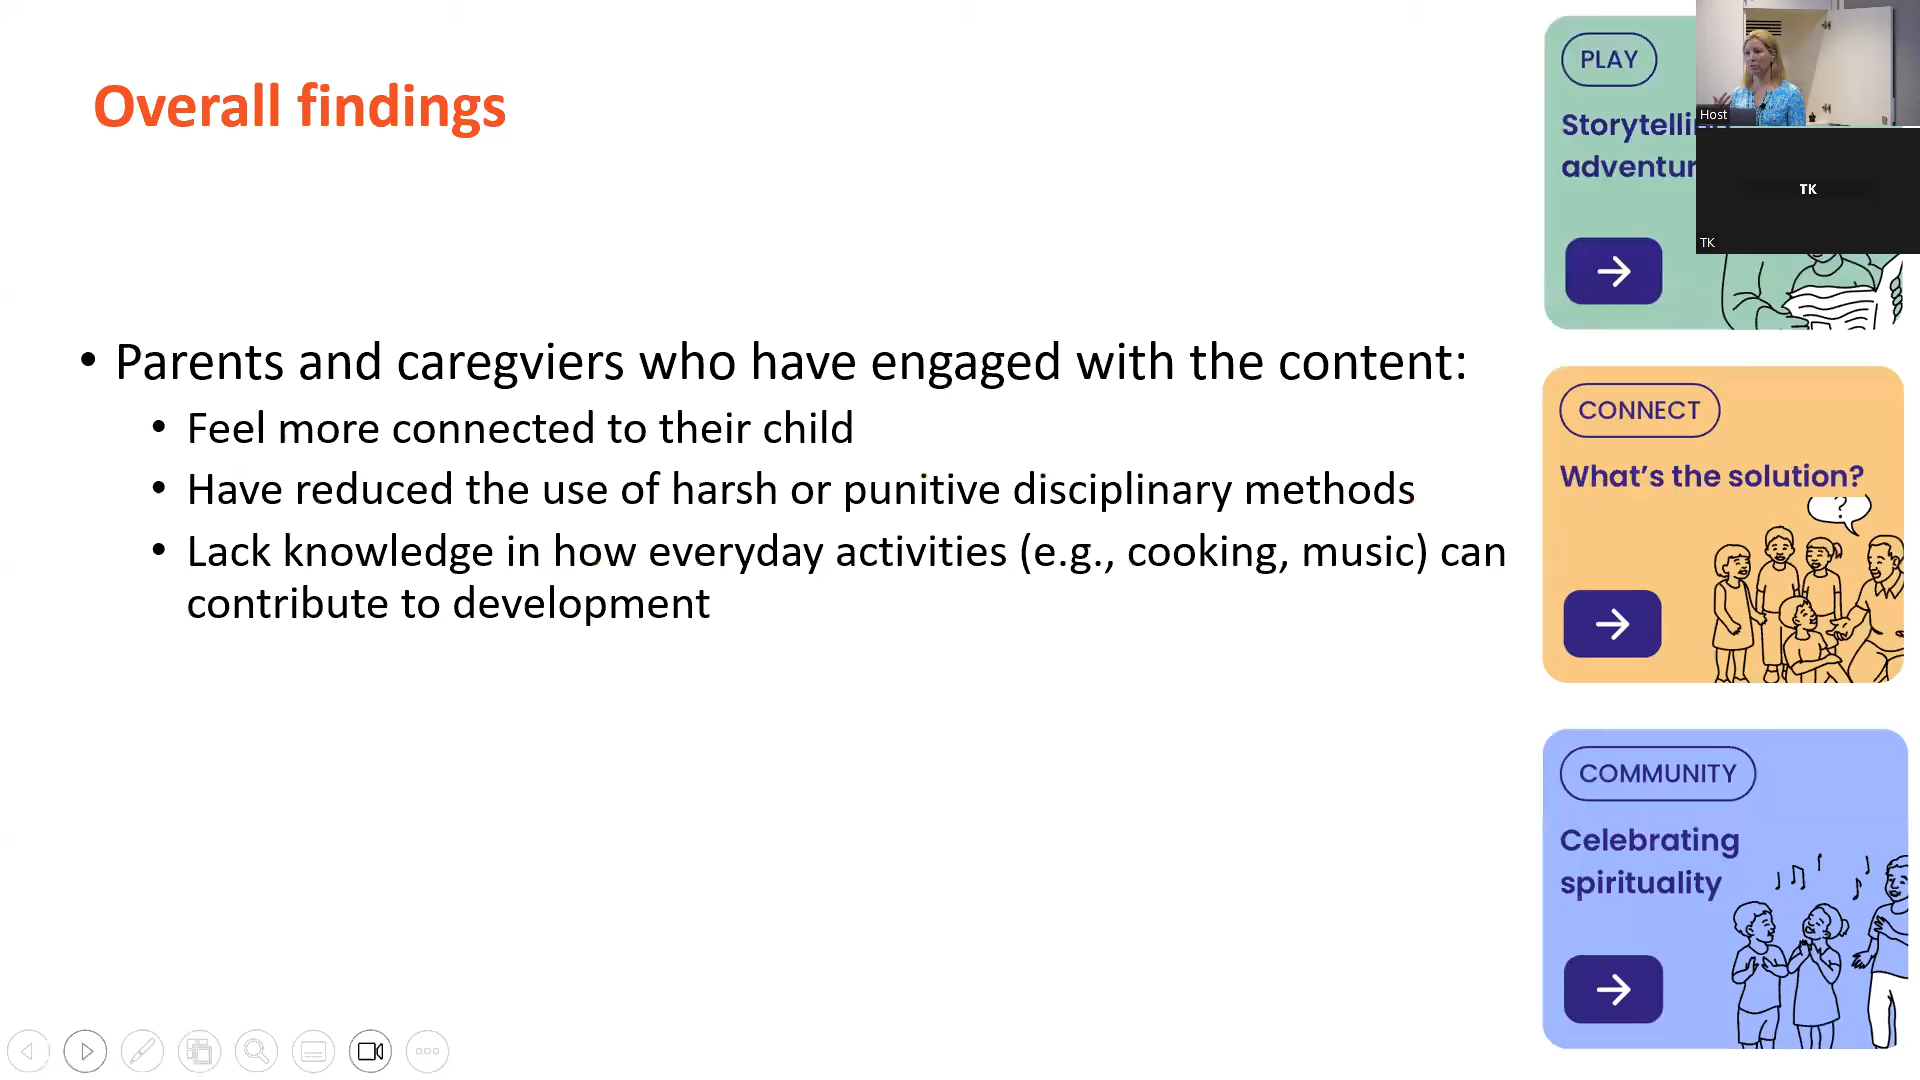 Overall findings
• Parents and caregviers who have engaged with the content:
• Feel more connected to their child
• Have reduced the use of harsh or punitive disciplinary methods
• Lack knowledge in how everyday activities (e.g., cooking, music) can
contribute to development
PLAY
Storytelling
adventur
Host
TK
TK
CONNECT
What's the solution?
?
COMMUNITY
Celebrating
spirituality